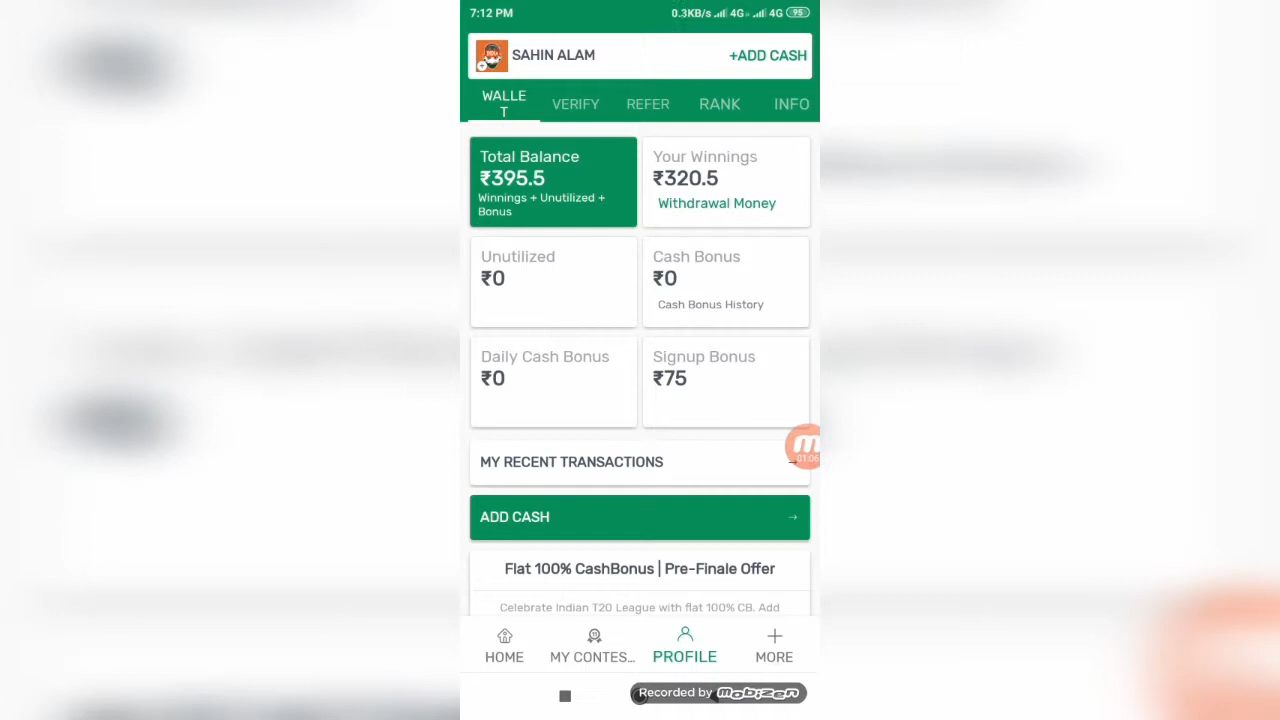 7:12 PM 0.3KB/s 4G 4G 95
SAHIN ALAM +ADD CASH
WALLE
T
VERIFY REFER RANK INFO
Total Balance
₹395.5
Winnings + Unutilized +
Bonus
Your Winnings
₹320.5
Withdrawal Money
Unutilized
₹0
Cash Bonus
₹0
Cash Bonus History
Daily Cash Bonus
₹0
Signup Bonus
₹75
MY RECENT TRANSACTIONS →
01:06
ADD CASH →
Flat 100% CashBonus | Pre-Finale Offer
Celebrate Indian T20 League with flat 100% CB. Add
HOME MY CONTES... PROFILE MORE
Recorded by mobizen